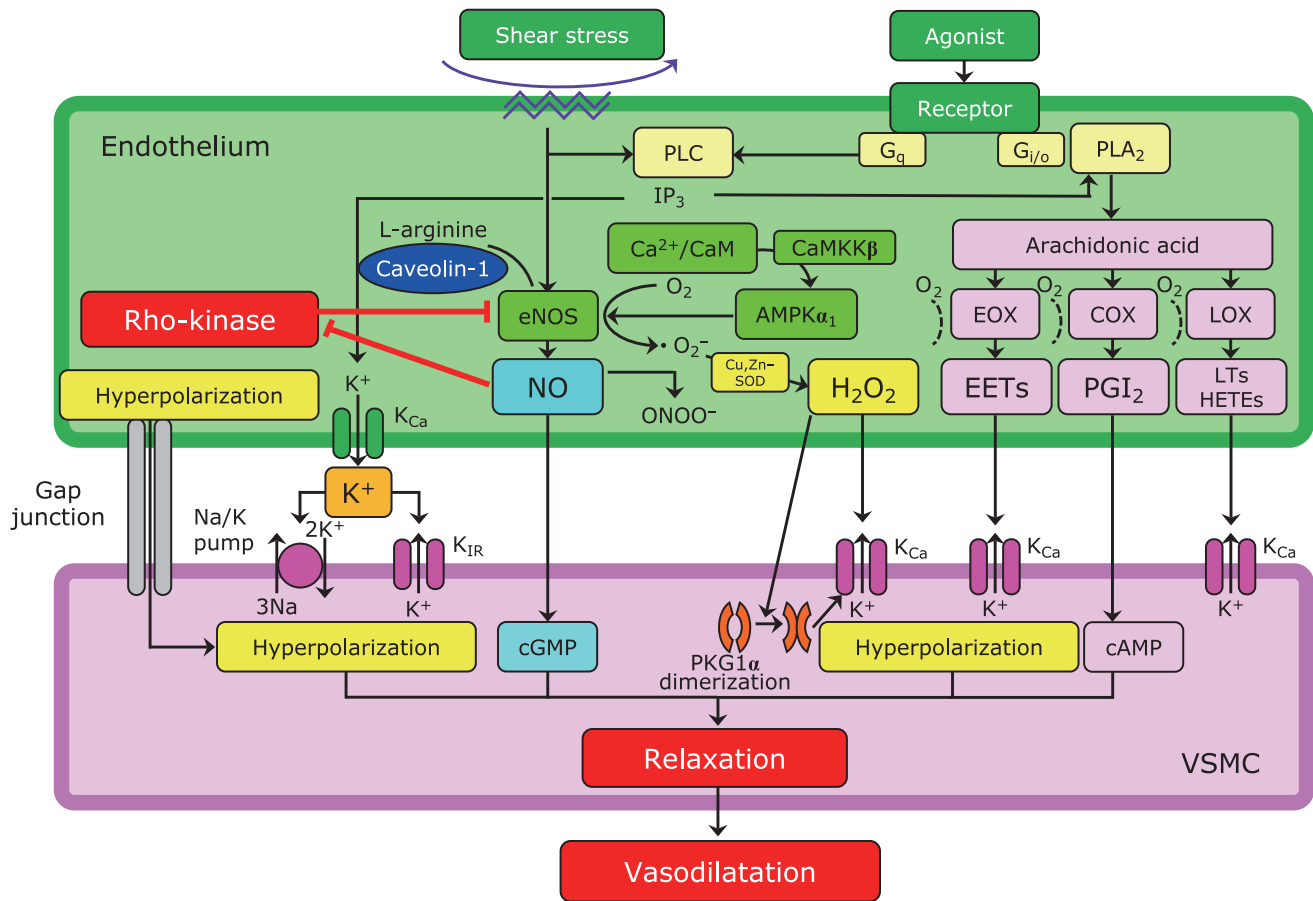 Shear stress
Agonist
Receptor
Endothelium
PLC
Gq
Gi/o
PLA2
IP3
L-arginine
Caveolin-1
Ca2+/CaM
CaMKKβ
Arachidonic acid
Rho-kinase
eNOS
O2
AMPKα1
O2
O2
O2
EOX
COX
LOX
· O2−
Cu,Zn–
SOD
Hyperpolarization
K+
NO
H2O2
EETs
PGI2
LTs
HETEs
KCa
ONOO−
Gap
junction
K+
Na/K
pump
2K+
KIR
KCa
KCa
KCa
3Na
K+
K+
K+
K+
Hyperpolarization
cGMP
PKG1α
dimerization
Hyperpolarization
cAMP
Relaxation
VSMC
Vasodilatation